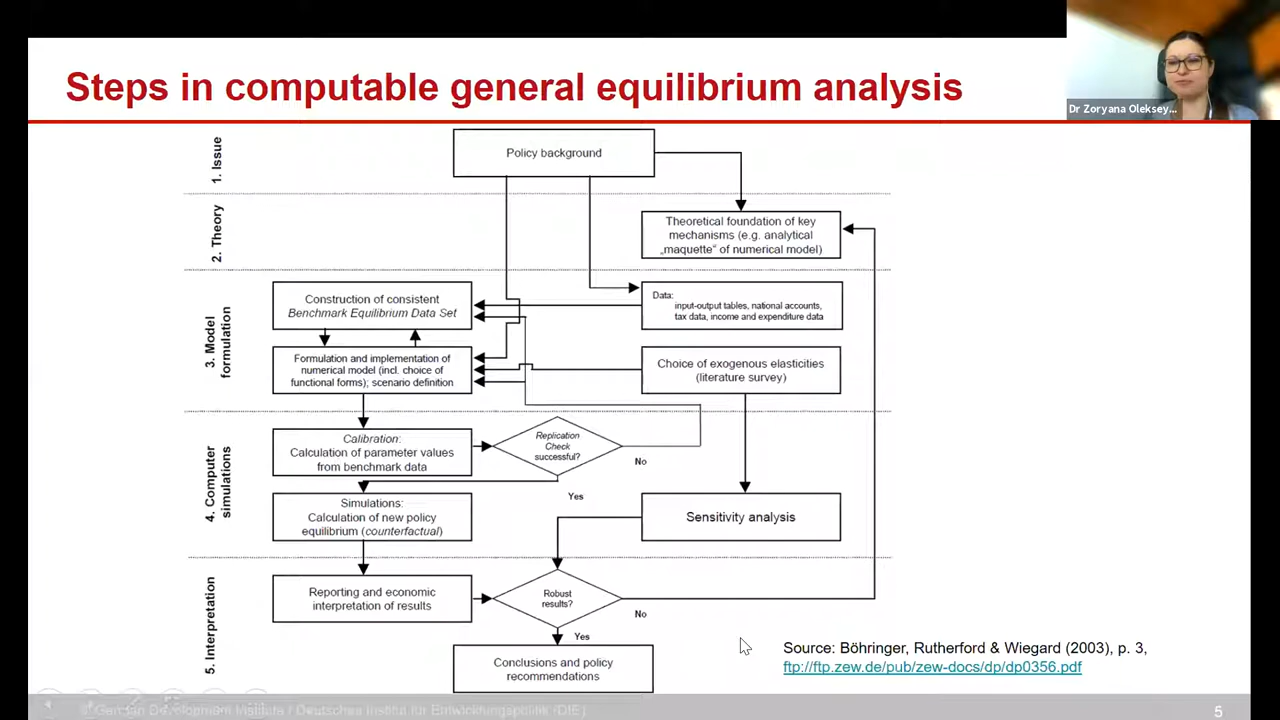 Steps in computable general equilibrium analysis
Dr Zoryana Oleksey...
1. Issue
Policy background
2. Theory
Theoretical foundation of key
mechanisms (e.g. analytical
„maquette“ of numerical model)
3. Model
formulation
Construction of consistent
Benchmark Equilibrium Data Set
Data:
input-output tables, national accounts,
tax data, income and expenditure data
Formulation and implementation of
numerical model (incl. choice of
functional forms); scenario definition
Choice of exogenous elasticities
(literature survey)
4. Computer
simulations
Calibration:
Calculation of parameter values
from benchmark data
Replication
Check
successful?
No
Yes
Simulations:
Calculation of new policy
equilibrium (counterfactual)
Sensitivity analysis
5. Interpretation
Reporting and economic
interpretation of results
Robust
results?
No
Yes
Conclusions and policy
recommendations
Source: Böhringer, Rutherford & Wiegard (2003), p. 3,
ftp://ftp.zew.de/pub/zew-docs/dp/dp0356.pdf
© German Development Institute / Deutsches Institut für Entwicklungspolitik (DIE)
5